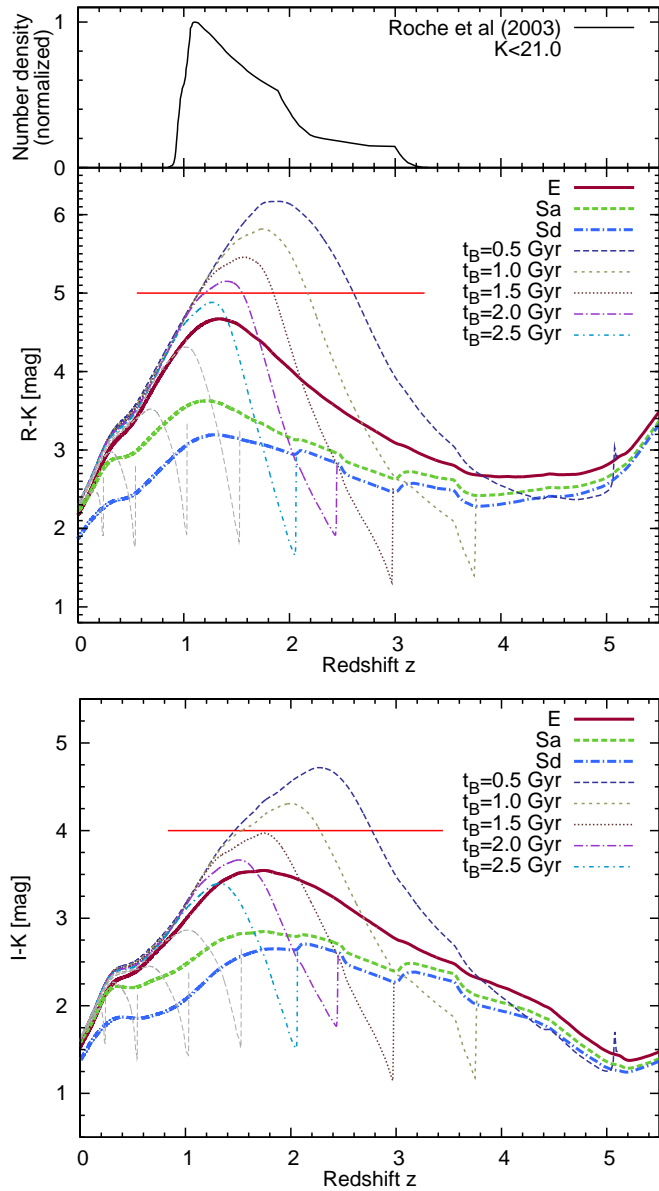 Number density
(normalized)
1
0
Roche et al (2003)
K<21.0
R-K [mag]
6
5
4
3
2
1
E
Sa
Sd
t_B=0.5 Gyr
t_B=1.0 Gyr
t_B=1.5 Gyr
t_B=2.0 Gyr
t_B=2.5 Gyr
0 1 2 3 4 5
Redshift z
I-K [mag]
5
4
3
2
1
E
Sa
Sd
t_B=0.5 Gyr
t_B=1.0 Gyr
t_B=1.5 Gyr
t_B=2.0 Gyr
t_B=2.5 Gyr
0 1 2 3 4 5
Redshift z